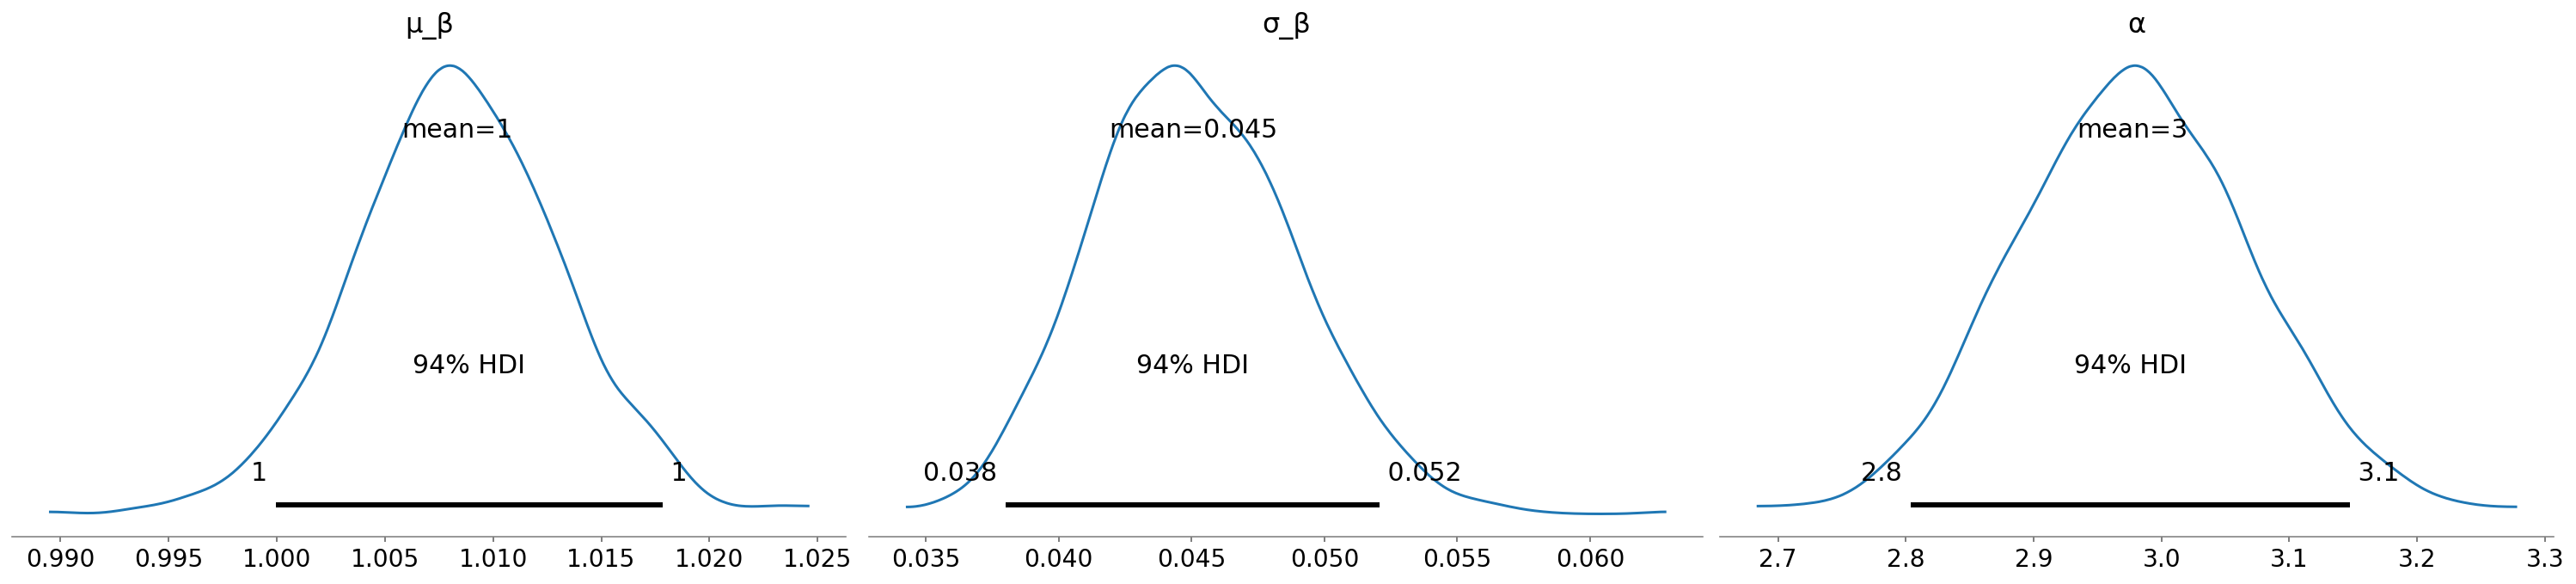 μ_β
mean=1
94% HDI
1 1
0.990 0.995 1.000 1.005 1.010 1.015 1.020 1.025
σ_β
mean=0.045
94% HDI
0.038 0.052
0.035 0.040 0.045 0.050 0.055 0.060
α
mean=3
94% HDI
2.8 3.1
2.7 2.8 2.9 3.0 3.1 3.2 3.3